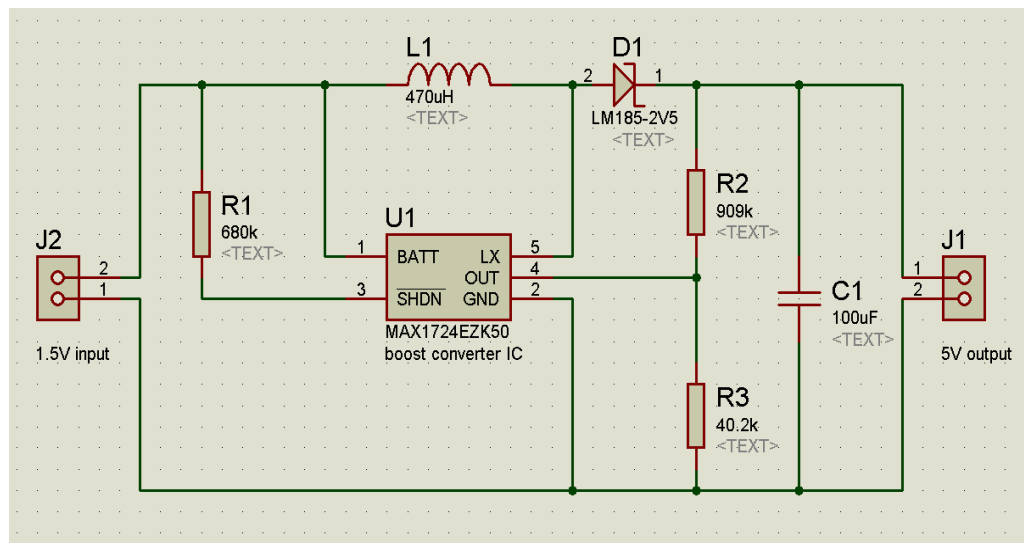 L1
470uH
<TEXT>
D1
2
1
LM185-2V5
<TEXT>
R1
680k
<TEXT>
R2
909k
<TEXT>
U1
1
BATT
LX
5
OUT
4
3
SHDN
GND
2
MAX1724EZK50
boost converter IC
J2
2
1
1.5V input
J1
1
2
5V output
C1
100uF
<TEXT>
R3
40.2k
<TEXT>